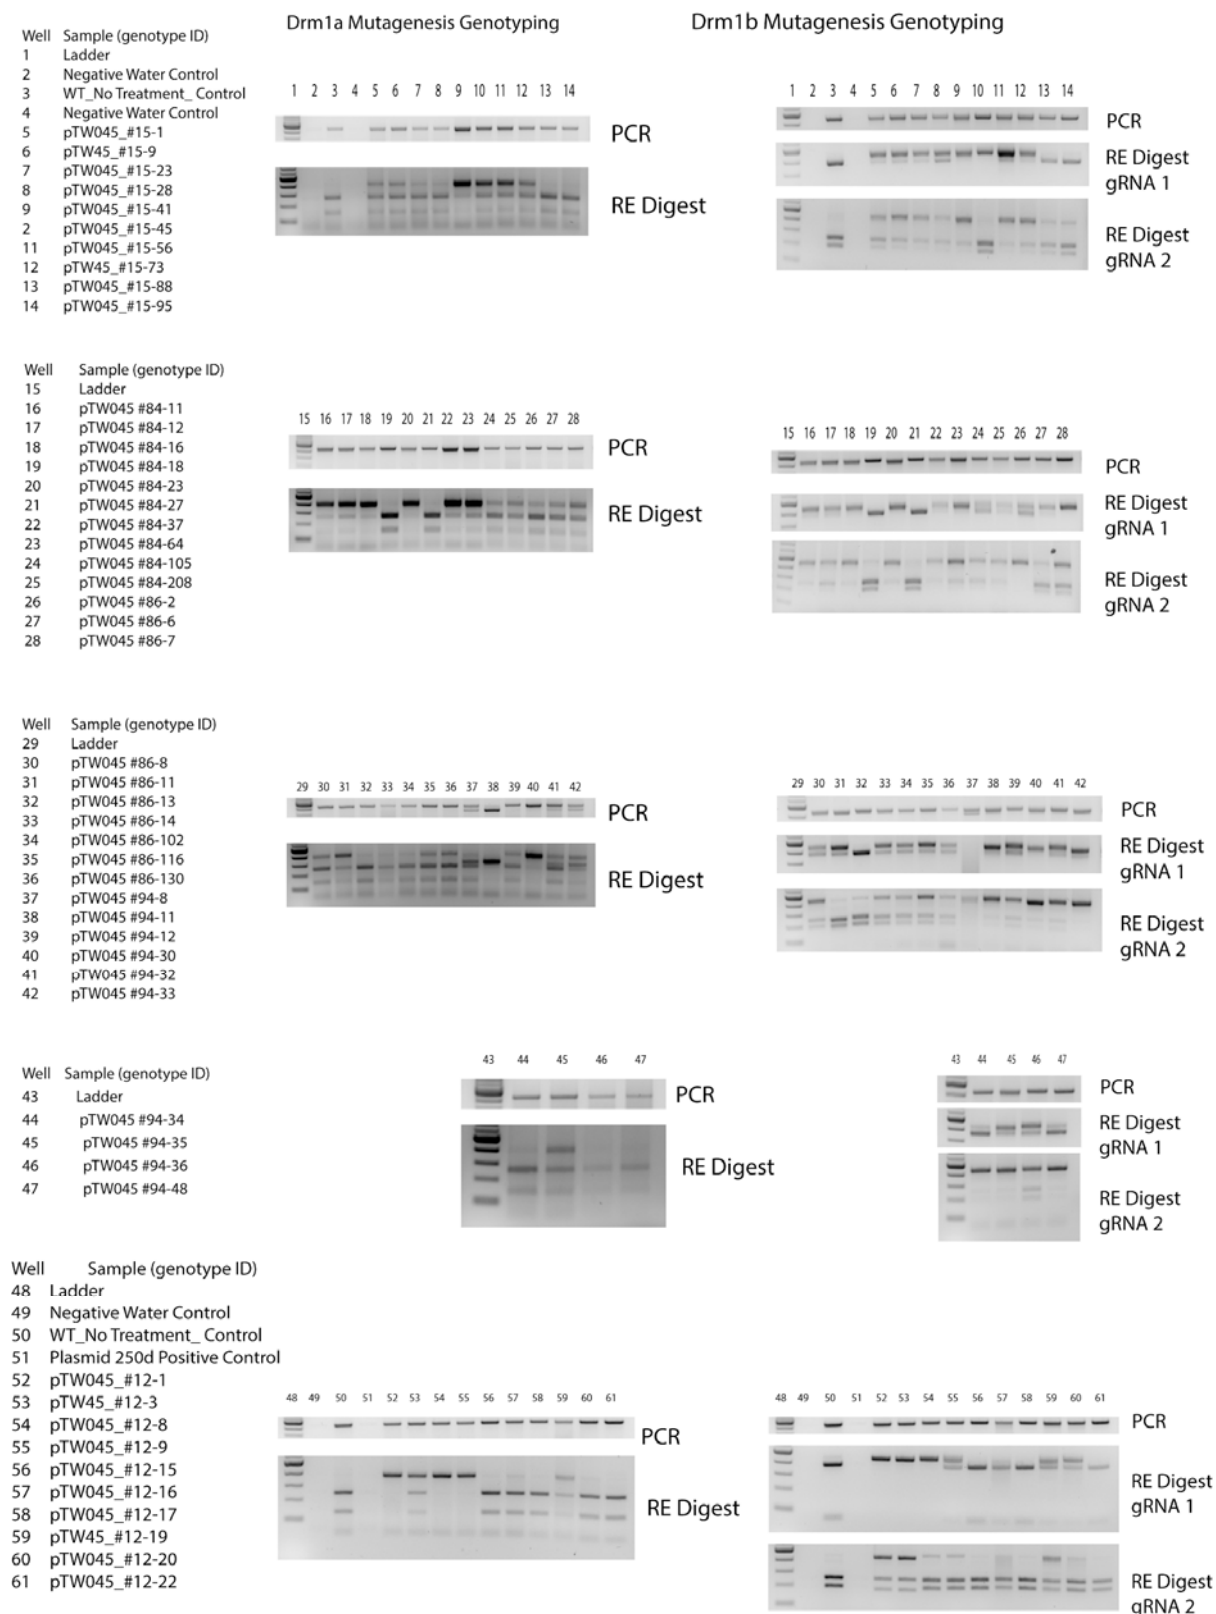 Drm1a Mutagenesis Genotyping
Drm1b Mutagenesis Genotyping
Well Sample (genotype ID)
1 Ladder
2 Negative Water Control
3 WT_No Treatment_ Control
4 Negative Water Control
5 pTW045_#15-1
6 pTW45_#15-9
7 pTW045_#15-23
8 pTW045_#15-28
9 pTW045_#15-41
2 pTW045_#15-45
11 pTW045_#15-56
12 pTW45_#15-73
13 pTW045_#15-88
14 pTW045_#15-95
1 2 3 4 5 6 7 8 9 10 11 12 13 14
PCR
RE Digest
1 2 3 4 5 6 7 8 9 10 11 12 13 14
PCR
RE Digest
gRNA 1
RE Digest
gRNA 2
Well Sample (genotype ID)
15 Ladder
16 pTW045 #84-11
17 pTW045 #84-12
18 pTW045 #84-16
19 pTW045 #84-18
20 pTW045 #84-23
21 pTW045 #84-27
22 pTW045 #84-37
23 pTW045 #84-64
24 pTW045 #84-105
25 pTW045 #84-208
26 pTW045 #86-2
27 pTW045 #86-6
28 pTW045 #86-7
15 16 17 18 19 20 21 22 23 24 25 26 27 28
PCR
RE Digest
15 16 17 18 19 20 21 22 23 24 25 26 27 28
PCR
RE Digest
gRNA 1
RE Digest
gRNA 2
Well Sample (genotype ID)
29 Ladder
30 pTW045 #86-8
31 pTW045 #86-11
32 pTW045 #86-13
33 pTW045 #86-14
34 pTW045 #86-102
35 pTW045 #86-116
36 pTW045 #86-130
37 pTW045 #94-8
38 pTW045 #94-11
39 pTW045 #94-12
40 pTW045 #94-30
41 pTW045 #94-32
42 pTW045 #94-33
29 30 31 32 33 34 35 36 37 38 39 40 41 42
PCR
RE Digest
29 30 31 32 33 34 35 36 37 38 39 40 41 42
PCR
RE Digest
gRNA 1
RE Digest
gRNA 2
Well Sample (genotype ID)
43 Ladder
44 pTW045 #94-34
45 pTW045 #94-35
46 pTW045 #94-36
47 pTW045 #94-48
43 44 45 46 47
PCR
RE Digest
43 44 45 46 47
PCR
RE Digest
gRNA 1
RE Digest
gRNA 2
Well Sample (genotype ID)
48 Ladder
49 Negative Water Control
50 WT_No Treatment_ Control
51 Plasmid 250d Positive Control
52 pTW045_#12-1
53 pTW45_#12-3
54 pTW045_#12-8
55 pTW045_#12-9
56 pTW045_#12-15
57 pTW045_#12-16
58 pTW045_#12-17
59 pTW45_#12-19
60 pTW045_#12-20
61 pTW045_#12-22
48 49 50 51 52 53 54 55 56 57 58 59 60 61
PCR
RE Digest
48 49 50 51 52 53 54 55 56 57 58 59 60 61
PCR
RE Digest
gRNA 1
RE Digest
gRNA 2